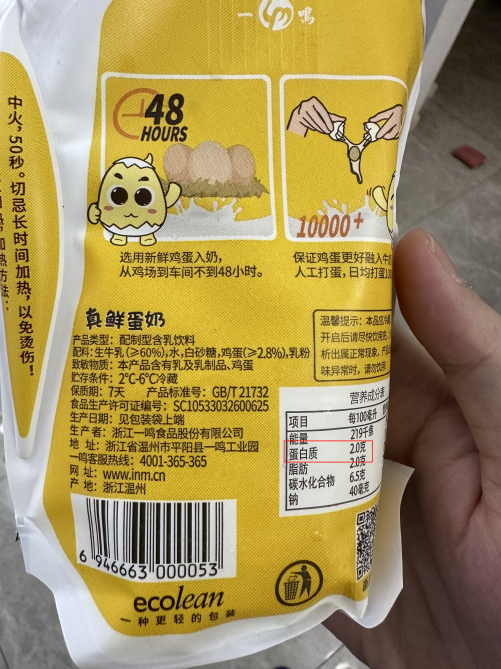 一 鸣
48
HOURS
选用新鲜鸡蛋入奶,
从鸡场到车间不到48小时。
10000+
保证鸡蛋更好融入牛
人工打蛋,日均打蛋10
中火,50秒。切忌长时间加热,以免烫伤!
真鲜蛋奶
产品类型:配制型含乳饮料
配料:生牛乳(≥60%),水,白砂糖,鸡蛋(≥2.8%),乳粉
致敏物质:本产品含有乳及乳制品、鸡蛋
贮存条件:2℃-6℃冷藏
保质期:7天 产品标准号:GB/T 21732
食品生产许可证编号:SC10533032600625
生产日期:见包装袋上端
生产者:浙江一鸣食品股份有限公司
地 址:浙江省温州市平阳县一鸣工业园
一鸣客服热线:4001-365-365
网 址:www.inm.cn
产 地:浙江温州
温馨提示:本品应冷
开启后请尽快饮用完
析出属正常现象,产品
味异常时,请勿饮用
营养成分表
项目 每100毫升
能量 219千焦
蛋白质 2.0克
脂肪 2.0克
碳水化合物 6.5克
钠 40毫克
6 946663 000053
ecolean
一种更轻的包装